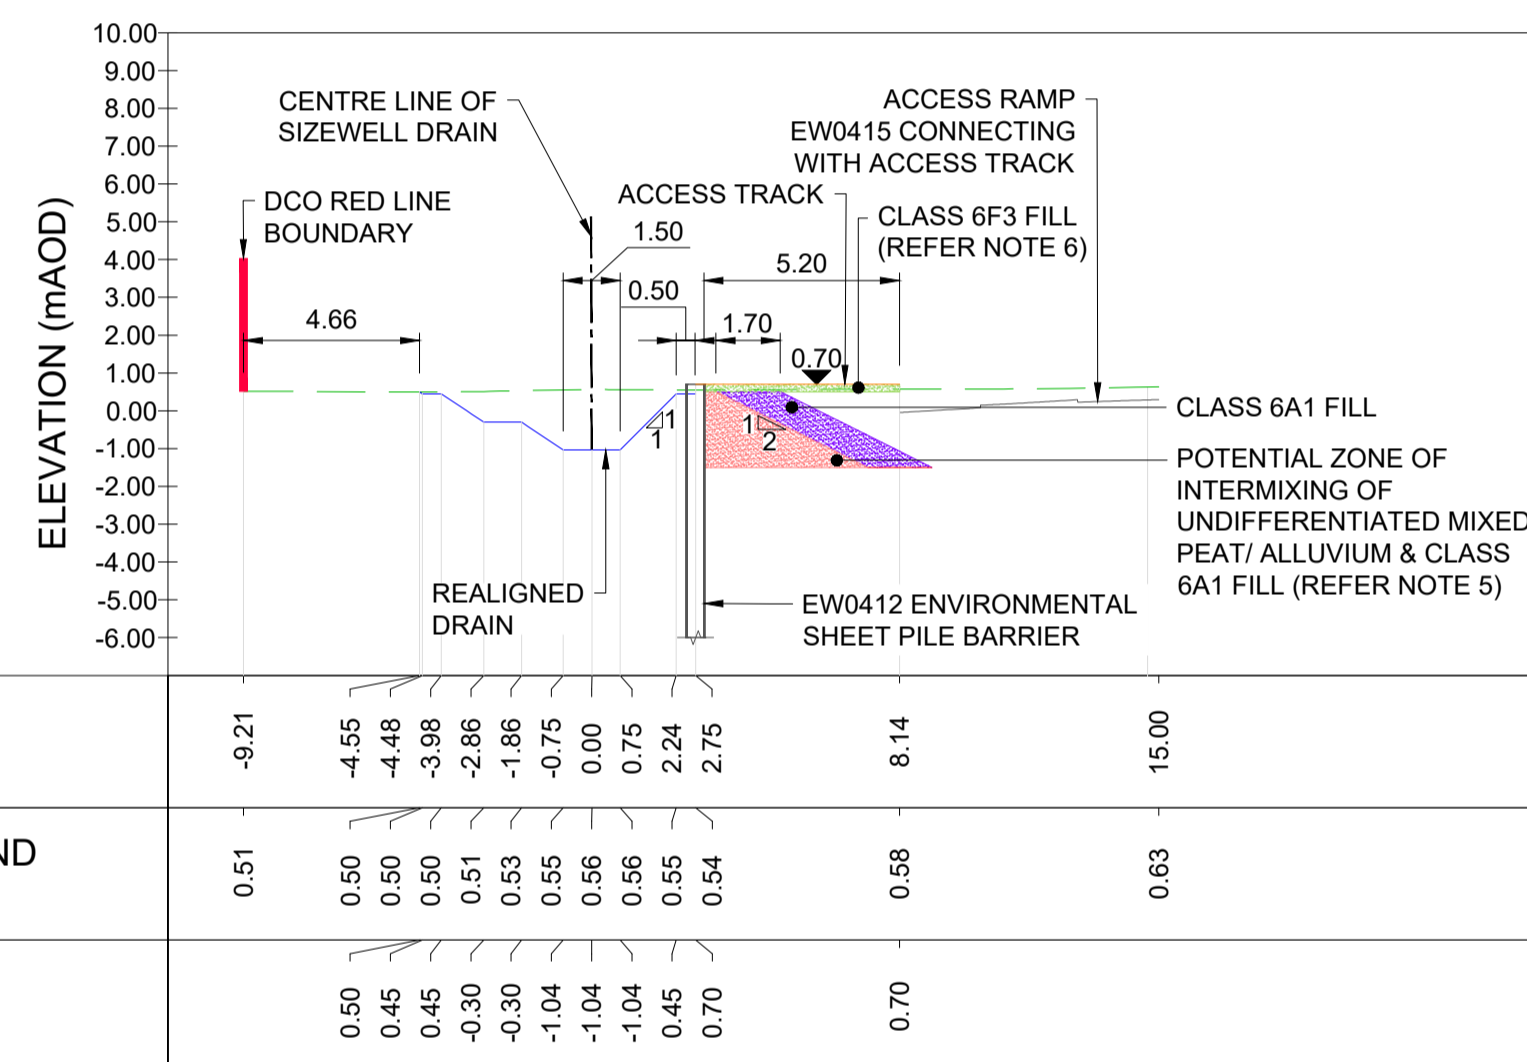 10.00
9.00
8.00
7.00
6.00
5.00
4.00
3.00
2.00
1.00
0.00
-1.00
-2.00
-3.00
-4.00
-5.00
-6.00
ELEVATION (mAOD)
DCO RED LINE
BOUNDARY
CENTRE LINE OF
SIZEWELL DRAIN
ACCESS TRACK
ACCESS RAMP
EW0415 CONNECTING
WITH ACCESS TRACK
CLASS 6F3 FILL
(REFER NOTE 6)
4.66
1.50
0.50
1.70
5.20
0.70
1
1
1
2
CLASS 6A1 FILL
POTENTIAL ZONE OF
INTERMIXING OF
UNDIFFERENTIATED MIXED
PEAT/ ALLUVIUM & CLASS
6A1 FILL (REFER NOTE 5)
REALIGNED
DRAIN
EW0412 ENVIRONMENTAL
SHEET PILE BARRIER
-9.21 -4.55 -4.48 -3.98 -2.86 -1.86 -0.75 0.00 0.75 2.24 2.75 8.14 15.00
ND
0.51 0.50 0.50 0.50 0.51 0.53 0.55 0.56 0.56 0.55 0.54 0.58 0.63
0.50 0.45 0.45 -0.30 -0.30 -1.04 -1.04 -1.04 0.45 0.70 0.70